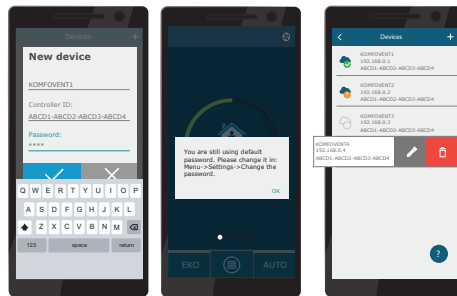 Devices +
New device
KOMFOVENT1
Controller ID:
ABCD1-ABCD2-ABCD3-ABCD4
Password:
****
Q W E R T Y U I O P
A S D F G H J K L
Z X C V B N M
123 space return
You are still using default
password. Please change it in:
Menu->Settings->Change the
password.
OK
EKO AUTO
< Devices +
KOMFOVENT1
192.168.0.1
ABCD1-ABCD2-ABCD3-ABCD4
KOMFOVENT2
192.168.0.2
ABCD1-ABCD2-ABCD3-ABCD4
KOMFOVENT3
192.168.0.3
ABCD1-ABCD2-ABCD3-ABCD4
KOMFOVENT4
192.168.0.4
ABCD1-ABCD2-ABCD3-ABCD4
?